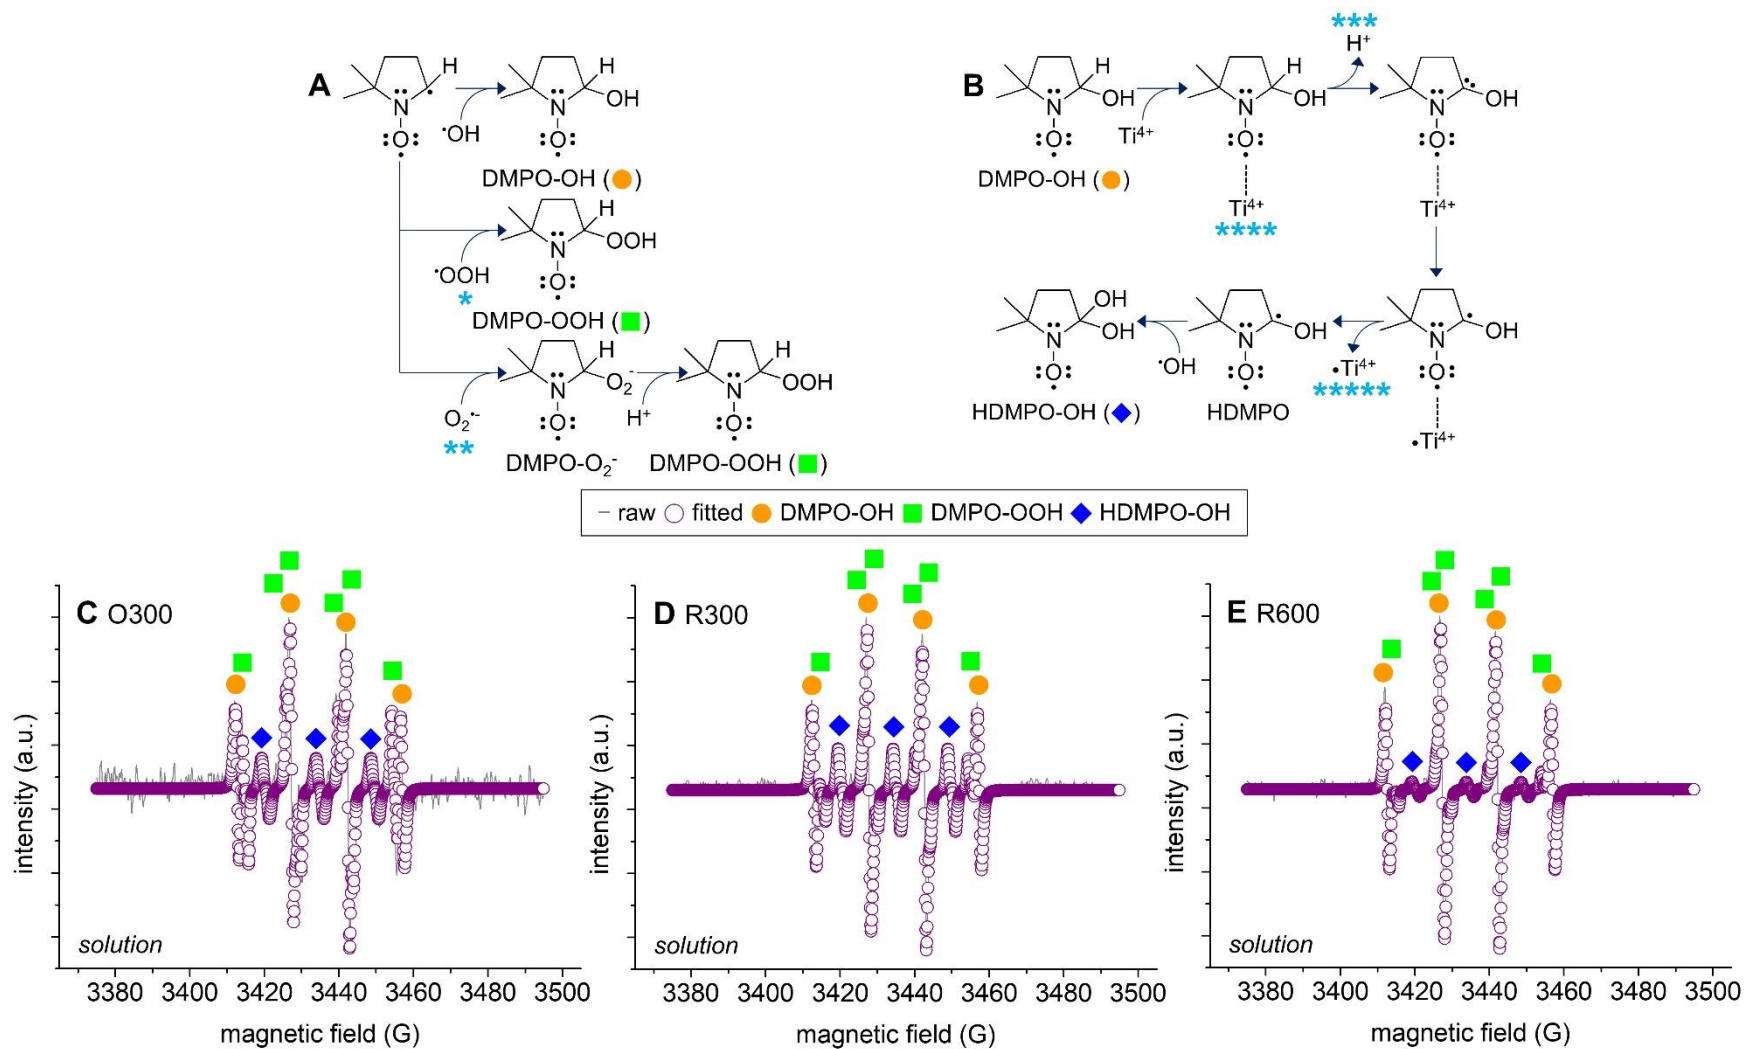 A
H
N
:O:
•OH
H
N
OH
:O:
DMPO-OH ( )
•OOH
*
H
N
OOH
:O:
DMPO-OOH ( )
O₂•-
**
H
N
O₂-
:O:
DMPO-O₂-
H+
H
N
OOH
:O:
DMPO-OOH ( )
B
H
N
OH
:O:
DMPO-OH ( )
Ti4+
H
N
OH
:O:
Ti4+
****
***
H+
N
OH
:O:
Ti4+
N
OH
:O:
•Ti4+
•Ti4+
*****
N
OH
:O:
HDMPO
•OH
OH
N
OH
:O:
HDMPO-OH ( )
raw fitted DMPO-OH DMPO-OOH HDMPO-OH
C O300
intensity (a.u.)
solution
3380 3400 3420 3440 3460 3480 3500
magnetic field (G)
D R300
intensity (a.u.)
solution
3380 3400 3420 3440 3460 3480 3500
magnetic field (G)
E R600
intensity (a.u.)
solution
3380 3400 3420 3440 3460 3480 3500
magnetic field (G)